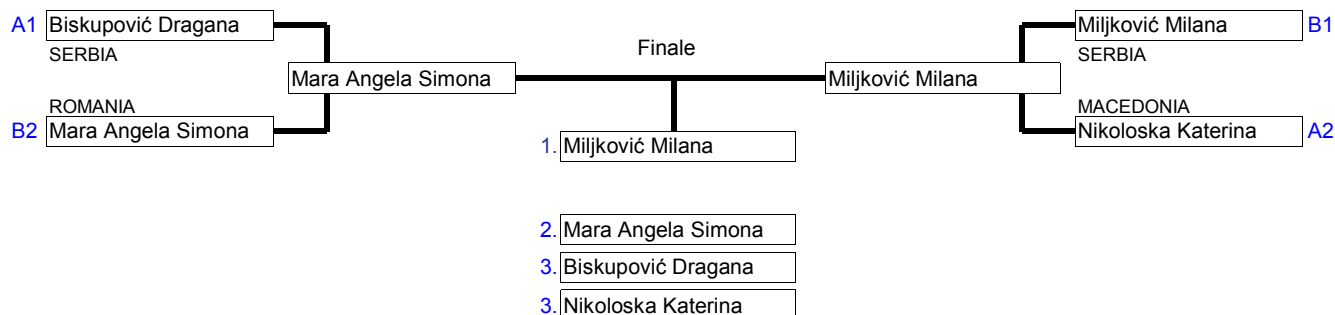 A1 Biskupović Dragana
SERBIA
Mara Angela Simona
ROMANIA
B2 Mara Angela Simona
Finale
Miljković Milana B1
SERBIA
Miljković Milana
MACEDONIA
Nikoloska Katerina A2
1. Miljković Milana
2. Mara Angela Simona
3. Biskupović Dragana
3. Nikoloska Katerina